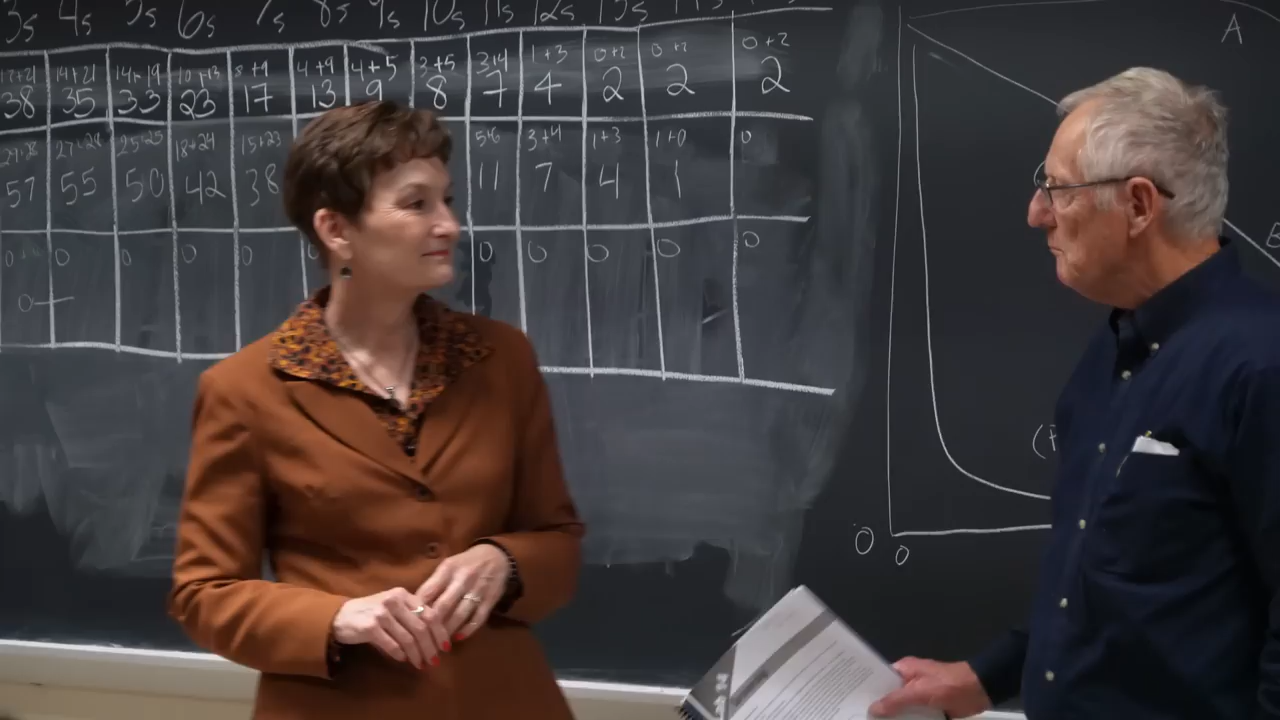 3s 4s 5s 6s 7s 8s 9s 10s 11s 12s 13s
17+21 14+21 14+19 10+13 8+9 4+9 4+5 3+5 3+4 1+3 0+2 0+2 0+2
38 35 33 23 17 13 9 8 7 4 2 2 2
27+28 25+25 18+24 15+23 5+6 3+4 1+3 1+0 0
57 55 50 42 38 11 7 4 1
0 0 0 0 0 0 0 0 0 0 0
0
A
B
0
0